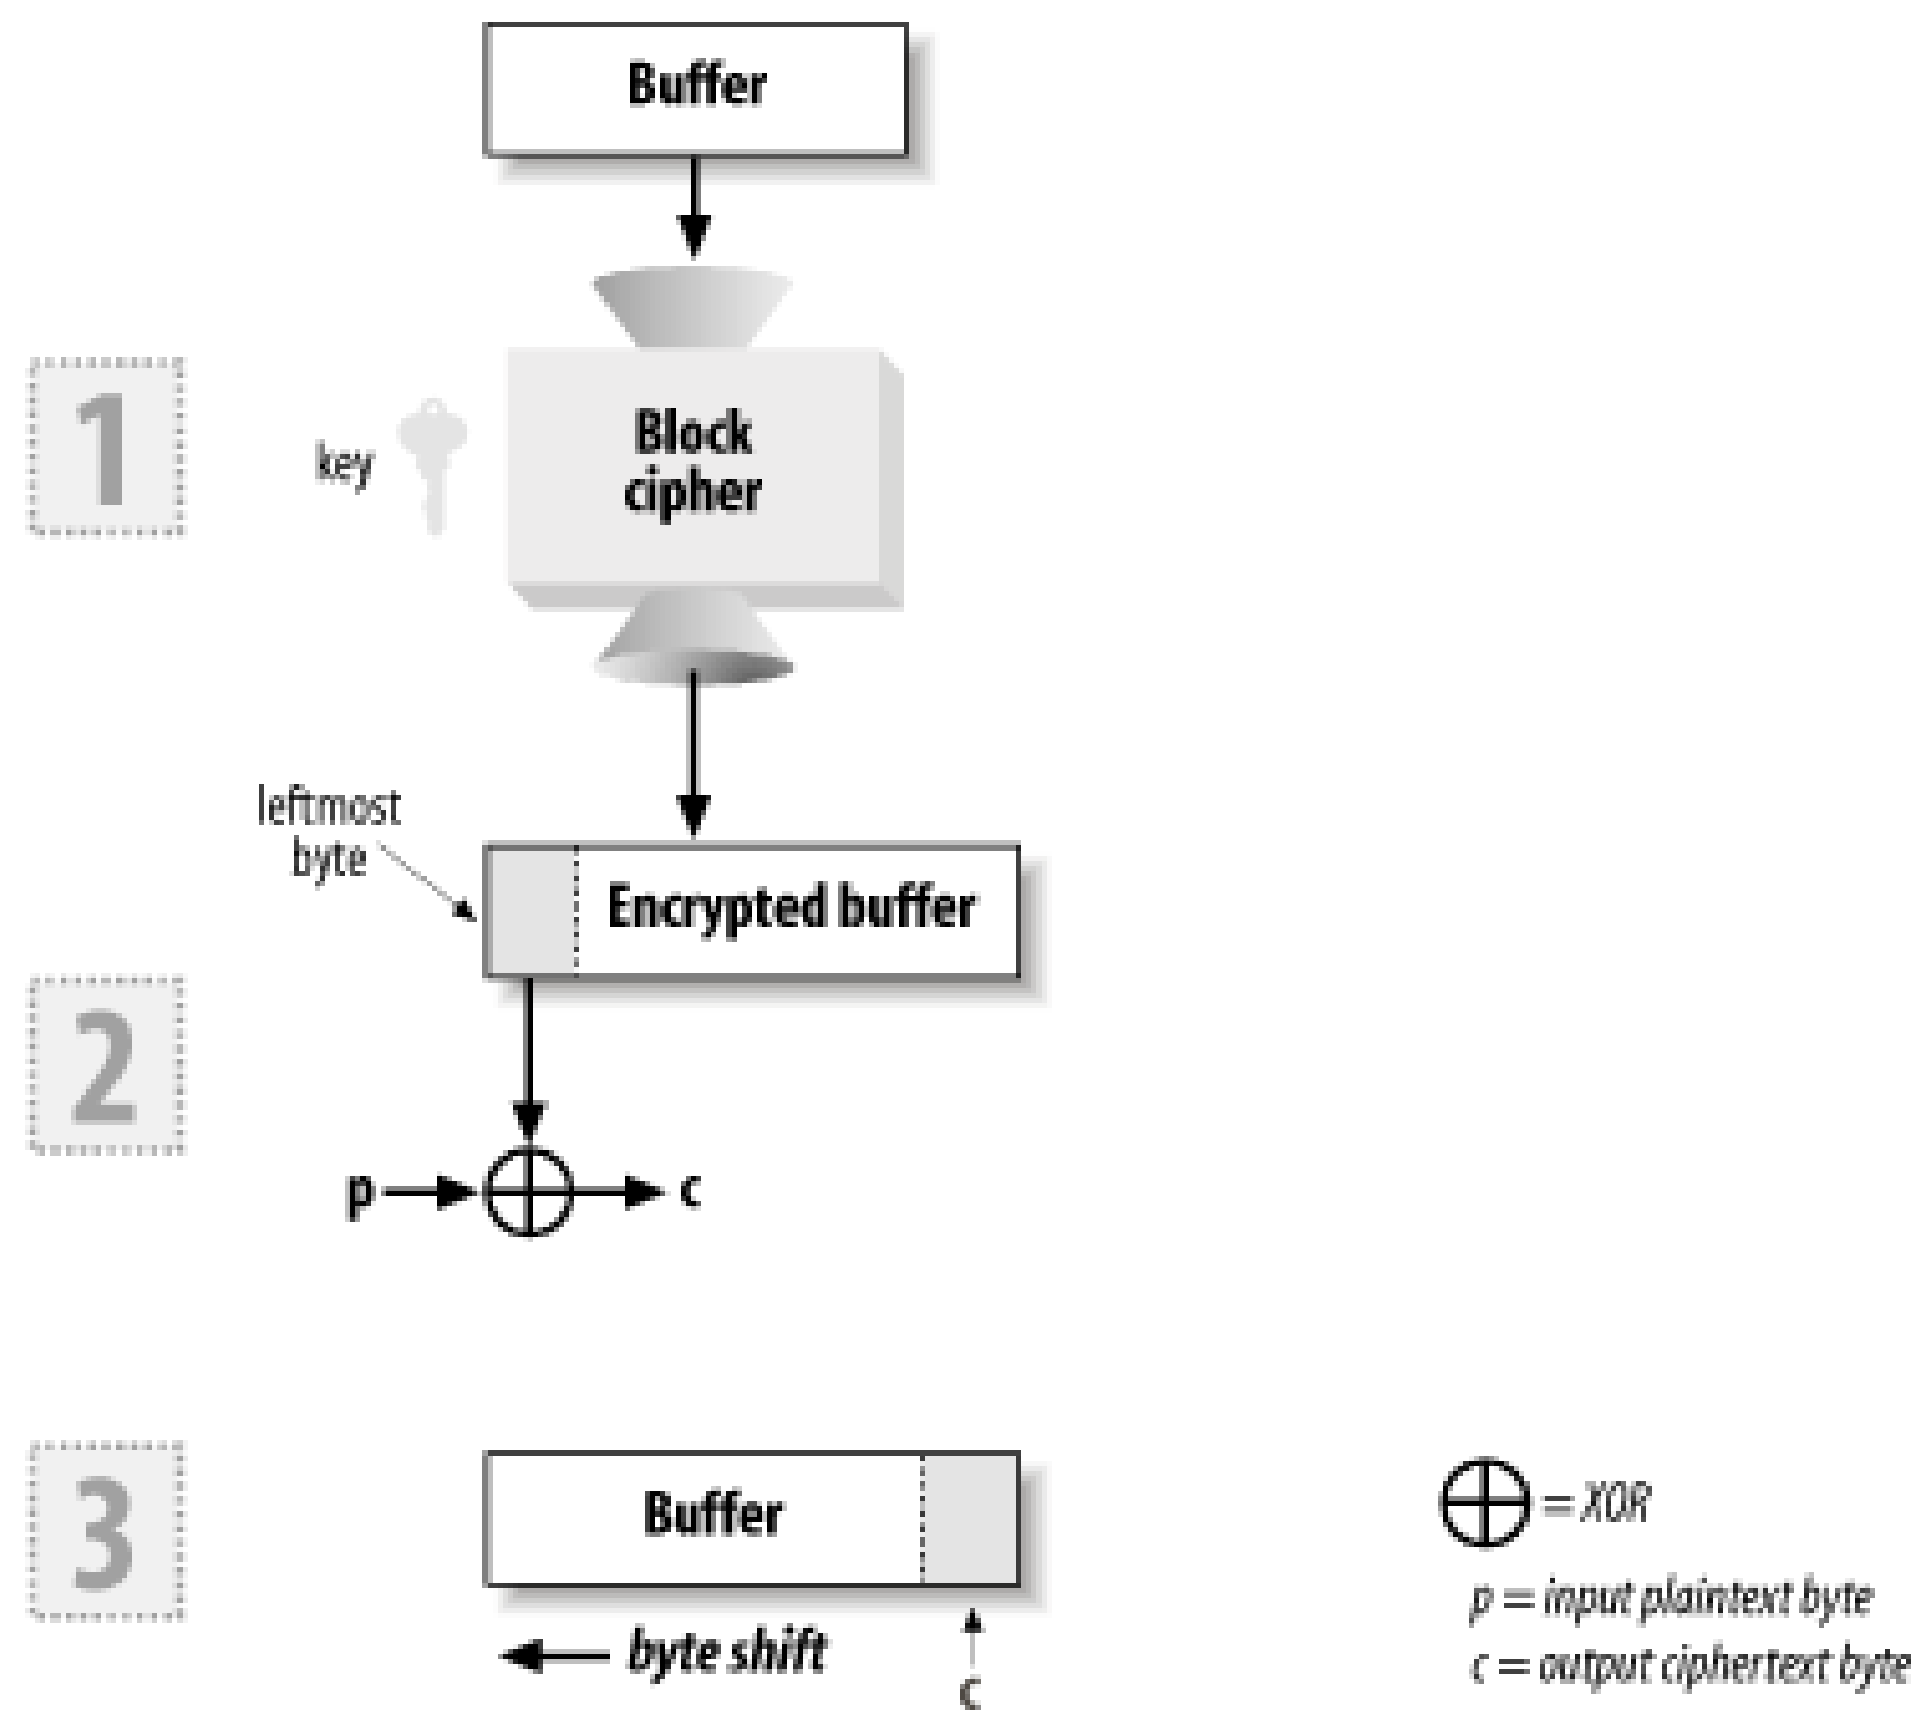 Buffer
1
key
Block
cipher
leftmost
byte
Encrypted buffer
2
p
c
3
Buffer
byte shift
c
= XOR
p = input plaintext byte
c = output ciphertext byte